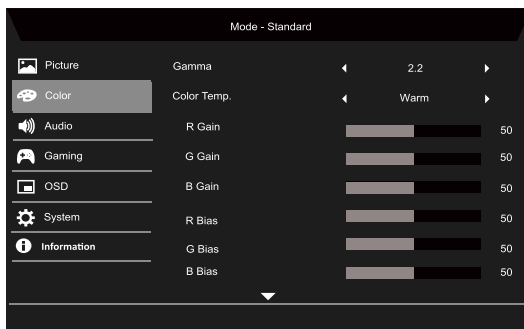 Mode - Standard
Picture
Gamma 2.2
Color
Color Temp. Warm
Audio
R Gain 50
Gaming
G Gain 50
OSD
B Gain 50
System
R Bias 50
Information
G Bias 50
B Bias 50